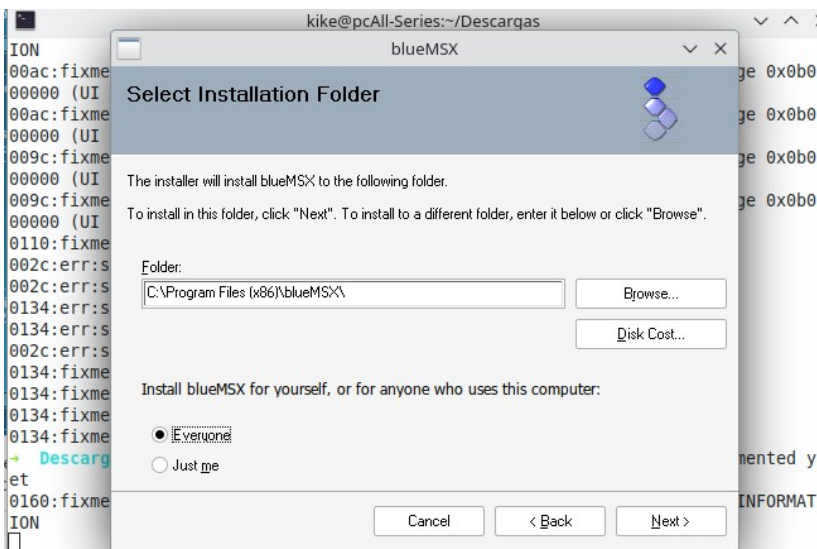 kike@pcAll-Series:~/Descargas
blueMSX
ION
00ac:fixme
ge 0x0b0
00000 (UI
00ac:fixme
ge 0x0b0
00000 (UI
009c:fixme
ge 0x0b0
00000 (UI
009c:fixme
ge 0x0b0
00000 (UI
0110:fixme
002c:err:s
002c:err:s
0134:err:s
0134:err:s
002c:err:s
0134:fixme
0134:fixme
0134:fixme
0134:fixme
→ Descarg
mented y
et
0160:fixme
INFORMAT
ION
Select Installation Folder
The installer will install blueMSX to the following folder.
To install in this folder, click "Next". To install to a different folder, enter it below or click "Browse".
Folder:
C:\Program Files (x86)\blueMSX\
Browse...
Disk Cost...
Install blueMSX for yourself, or for anyone who uses this computer:
Everyone
Just me
Cancel
< Back
Next >